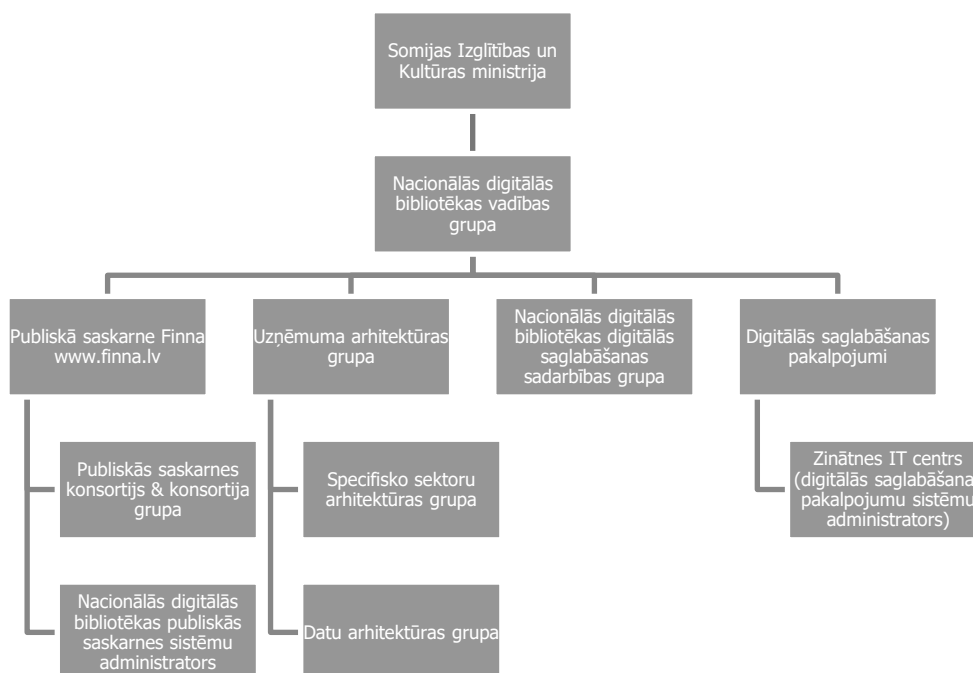 Somijas Izglītības un
Kultūras ministrija
Nacionālās digitālās
bibliotēkas vadības
grupa
Publiskā saskarne Finna
www.finna.lv
Uzņēmuma arhitektūras
grupa
Nacionālās digitālās
bibliotēkas digitālās
saglabāšanas
sadarbības grupa
Digitālās saglabāšanas
pakalpojumi
Publiskās saskarnes
konsortijs & konsortija
grupa
Specifisko sektoru
arhitektūras grupa
Zinātnes IT centrs
(digitālās saglabāšana
pakalpojumu sistēmu
administrators)
Nacionālās digitālās
bibliotēkas publiskās
saskarnes sistēmu
administrators
Datu arhitektūras grupa